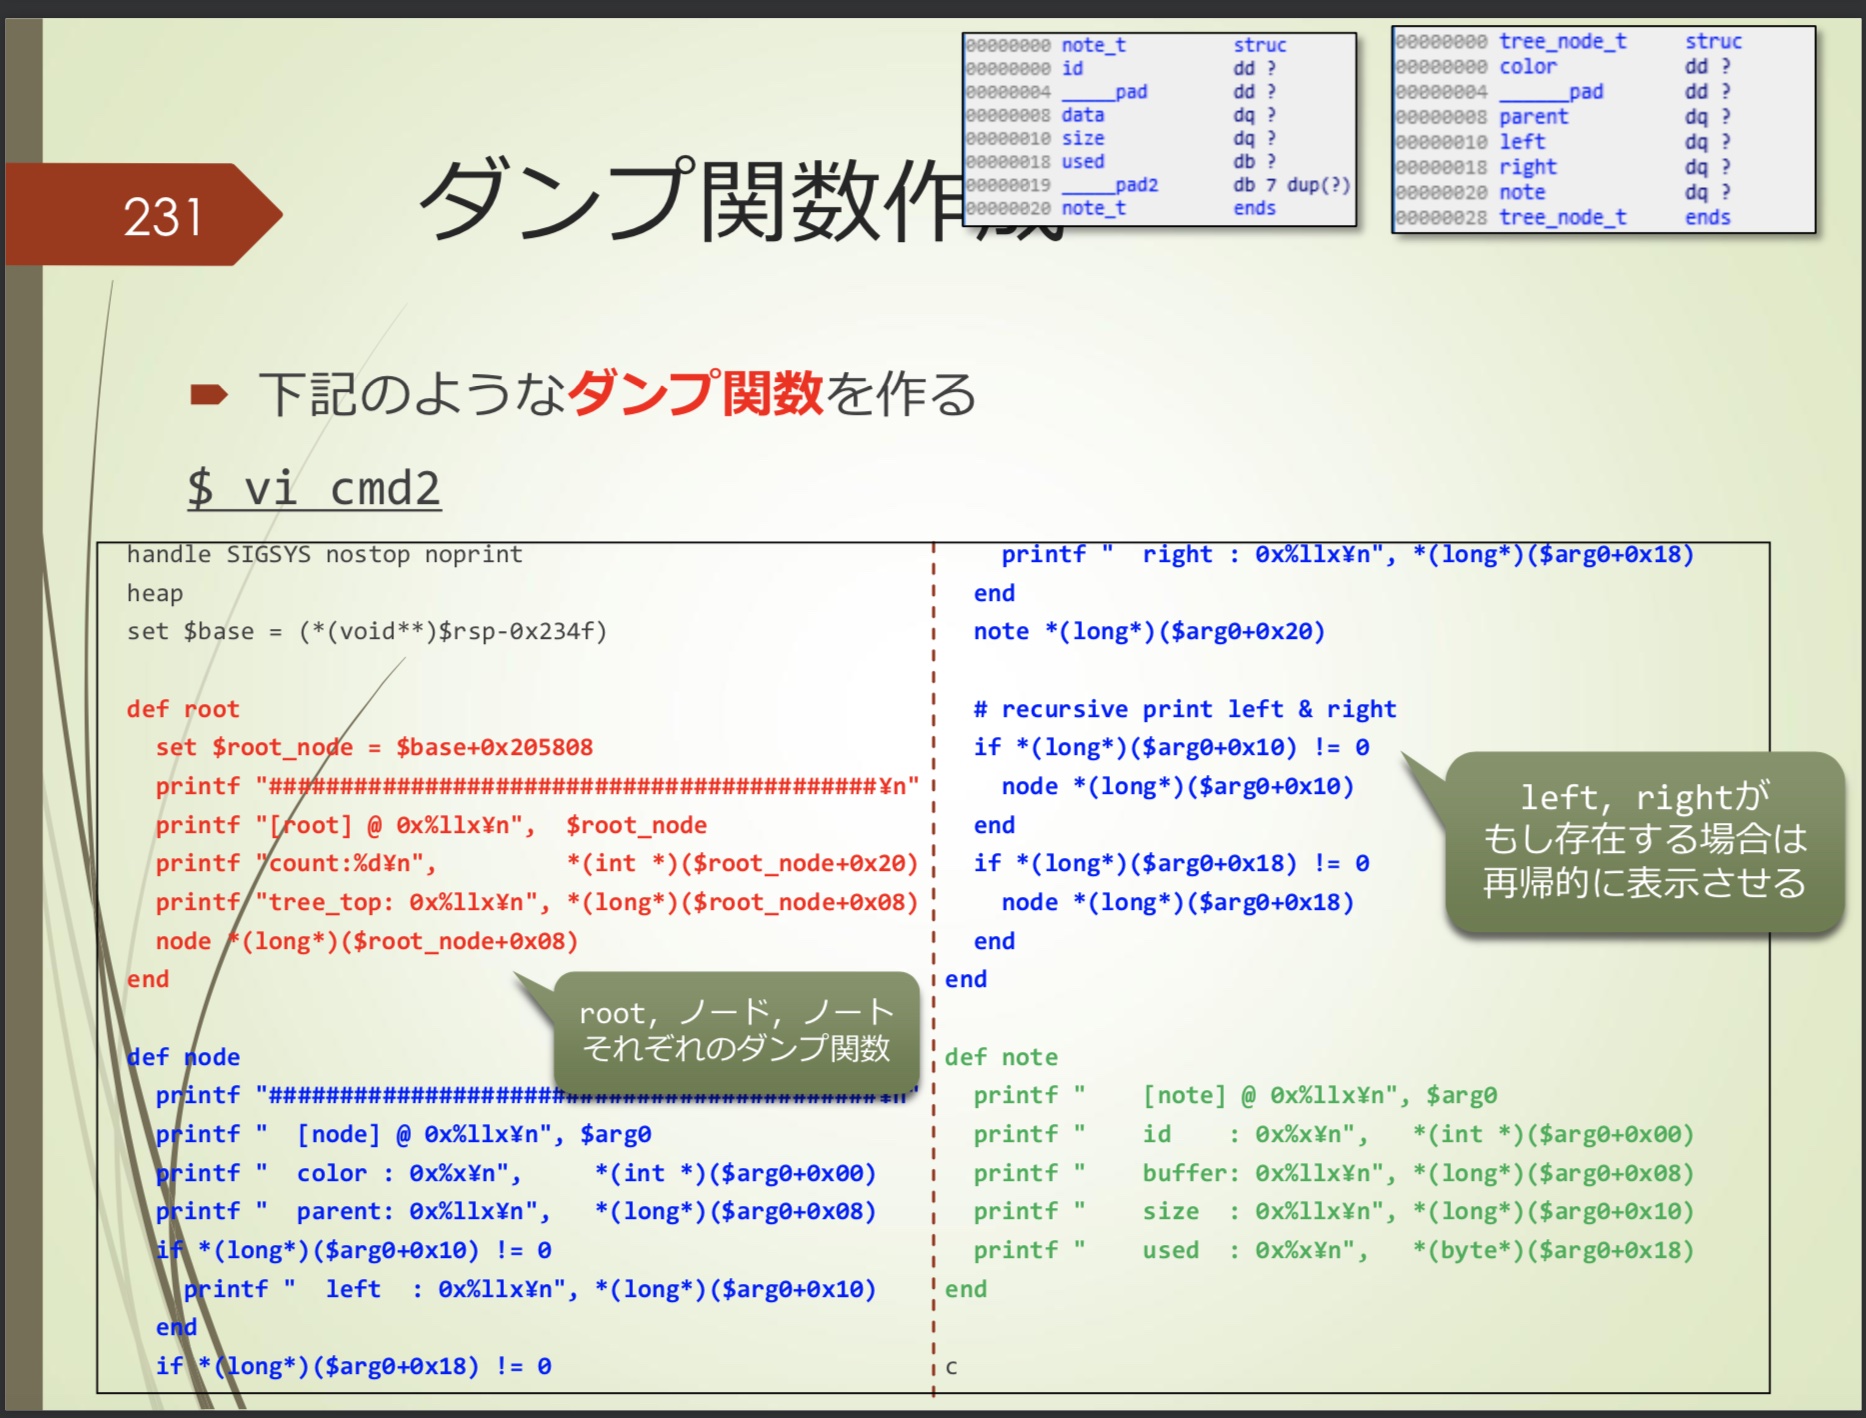 00000000 note_t struc
00000000 id dd ?
00000004 _____pad dd ?
00000008 data dq ?
00000010 size dq ?
00000018 used db ?
00000019 _____pad2 db 7 dup(?)
00000020 note_t ends
00000000 tree_node_t struc
00000000 color dd ?
00000004 ______pad dd ?
00000008 parent dq ?
00000010 left dq ?
00000018 right dq ?
00000020 note dq ?
00000028 tree_node_t ends
231
ダンプ関数作成
下記のようなダンプ関数を作る
$ vi cmd2
handle SIGSYS nostop noprint
heap
set $base = (*(void**)$rsp-0x234f)
def root
  set $root_node = $base+0x205808
  printf "###########################################¥n"
  printf "[root] @ 0x%llx¥n",  $root_node
  printf "count:%d¥n",         *(int *)($root_node+0x20)
  printf "tree_top: 0x%llx¥n", *(long*)($root_node+0x08)
  node *(long*)($root_node+0x08)
end
root, ノード, ノート
それぞれのダンプ関数
def node
  printf "###########################################¥n"
  printf "  [node] @ 0x%llx¥n", $arg0
  printf "  color : 0x%x¥n",     *(int *)($arg0+0x00)
  printf "  parent: 0x%llx¥n",   *(long*)($arg0+0x08)
  if *(long*)($arg0+0x10) != 0
    printf "  left  : 0x%llx¥n", *(long*)($arg0+0x10)
  end
  if *(long*)($arg0+0x18) != 0
    printf "  right : 0x%llx¥n", *(long*)($arg0+0x18)
  end
  note *(long*)($arg0+0x20)
  # recursive print left & right
  if *(long*)($arg0+0x10) != 0
    node *(long*)($arg0+0x10)
  end
  if *(long*)($arg0+0x18) != 0
    node *(long*)($arg0+0x18)
  end
end
left, rightが
もし存在する場合は
再帰的に表示させる
def note
  printf "    [note] @ 0x%llx¥n", $arg0
  printf "    id    : 0x%x¥n",   *(int *)($arg0+0x00)
  printf "    buffer: 0x%llx¥n", *(long*)($arg0+0x08)
  printf "    size  : 0x%llx¥n", *(long*)($arg0+0x10)
  printf "    used  : 0x%x¥n",   *(byte*)($arg0+0x18)
end
c